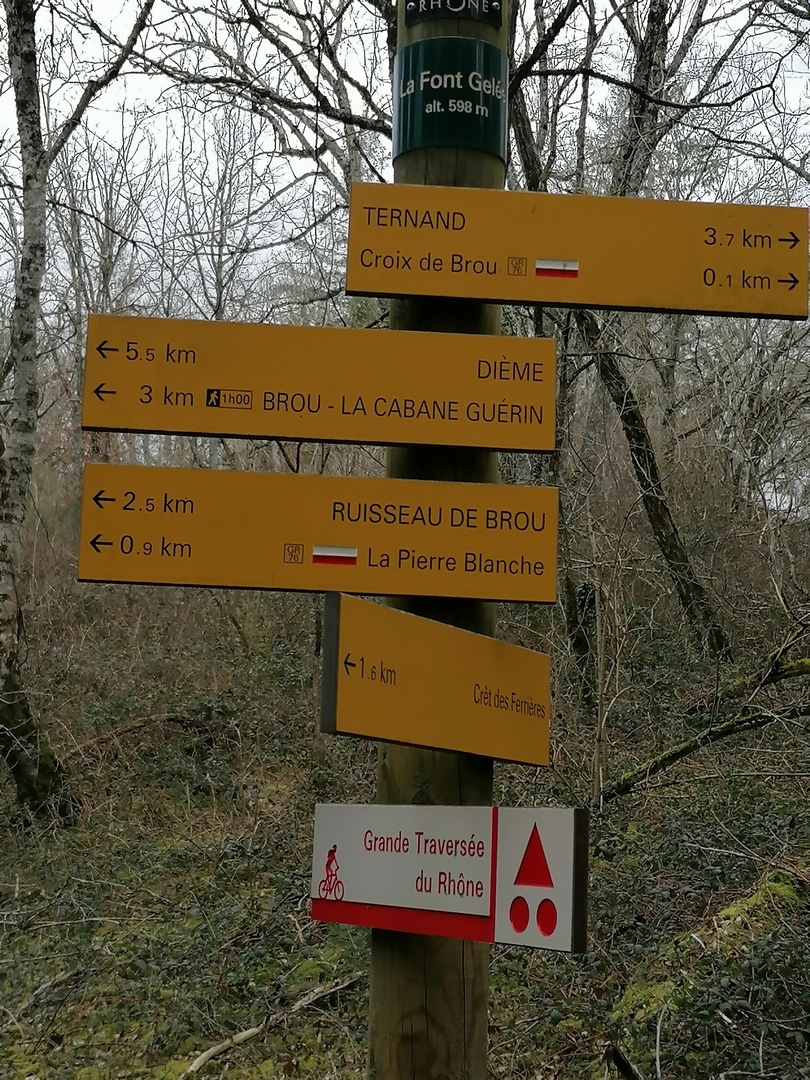 RHÔNE
La Font Gelée
alt. 598 m
TERNAND 3.7 km →
Croix de Brou GR 76 0.1 km →
← 5.5 km DIÈME
← 3 km 1h00 BROU - LA CABANE GUÉRIN
← 2.5 km RUISSEAU DE BROU
← 0.9 km GR 76 La Pierre Blanche
← 1.6 km Crêt des Ferrières
Grande Traversée
du Rhône